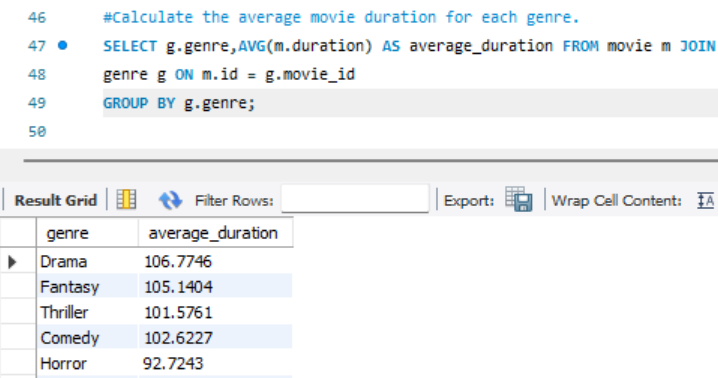 46 #Calculate the average movie duration for each genre.
47 SELECT g.genre,AVG(m.duration) AS average_duration FROM movie m JOIN
48 genre g ON m.id = g.movie_id
49 GROUP BY g.genre;
50
Result Grid Filter Rows: Export: Wrap Cell Content: IA
genre average_duration
Drama 106.7746
Fantasy 105.1404
Thriller 101.5761
Comedy 102.6227
Horror 92.7243